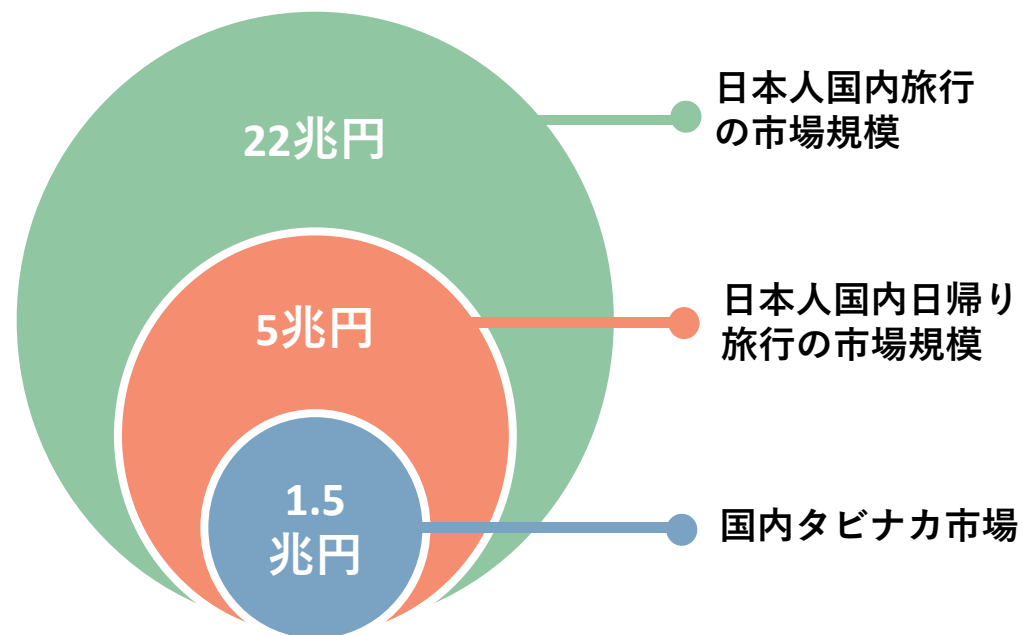 22兆円
日本人国内旅行
の市場規模
5兆円
日本人国内日帰り
旅行の市場規模
1.5
兆円
国内タビナカ市場